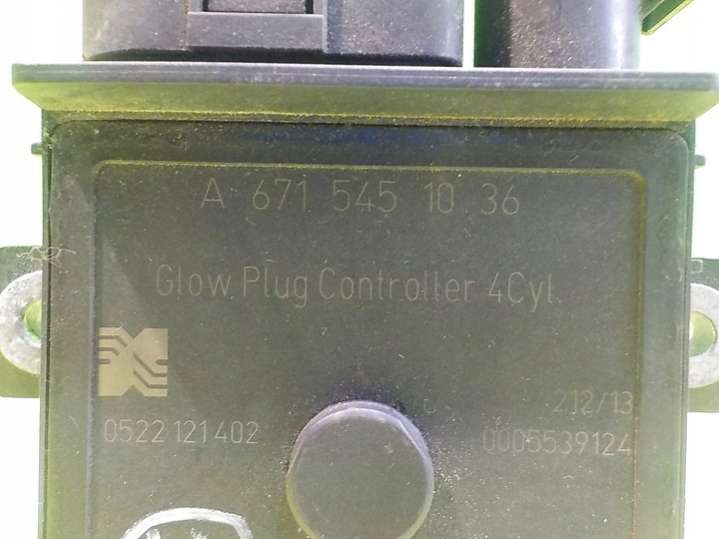 A 671 545 10 36
Glow Plug Controller 4Cyl.
212/13
0522 121 402 0005539124